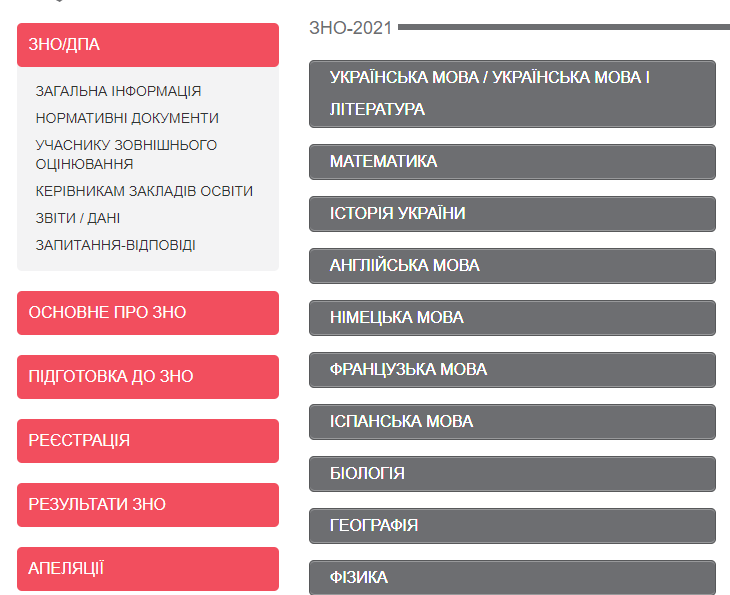 ЗНО/ДПА
ЗАГАЛЬНА ІНФОРМАЦІЯ
НОРМАТИВНІ ДОКУМЕНТИ
УЧАСНИКУ ЗОВНІШНЬОГО
ОЦІНЮВАННЯ
КЕРІВНИКАМ ЗАКЛАДІВ ОСВІТИ
ЗВІТИ / ДАНІ
ЗАПИТАННЯ-ВІДПОВІДІ
ОСНОВНЕ ПРО ЗНО
ПІДГОТОВКА ДО ЗНО
РЕЄСТРАЦІЯ
РЕЗУЛЬТАТИ ЗНО
АПЕЛЯЦІЇ
ЗНО-2021
УКРАЇНСЬКА МОВА / УКРАЇНСЬКА МОВА І
ЛІТЕРАТУРА
МАТЕМАТИКА
ІСТОРІЯ УКРАЇНИ
АНГЛІЙСЬКА МОВА
НІМЕЦЬКА МОВА
ФРАНЦУЗЬКА МОВА
ІСПАНСЬКА МОВА
БІОЛОГІЯ
ГЕОГРАФІЯ
ФІЗИКА